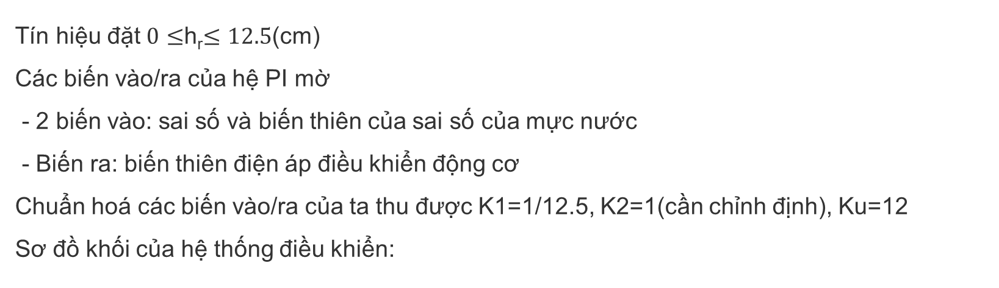 Tín hiệu đặt 0 ≤hr≤ 12.5(cm)
Các biến vào/ra của hệ PI mờ
- 2 biến vào: sai số và biến thiên của sai số của mực nước
- Biến ra: biến thiên điện áp điều khiển động cơ
Chuẩn hoá các biến vào/ra của ta thu được K1=1/12.5, K2=1(cần chỉnh định), Ku=12
Sơ đồ khối của hệ thống điều khiển: